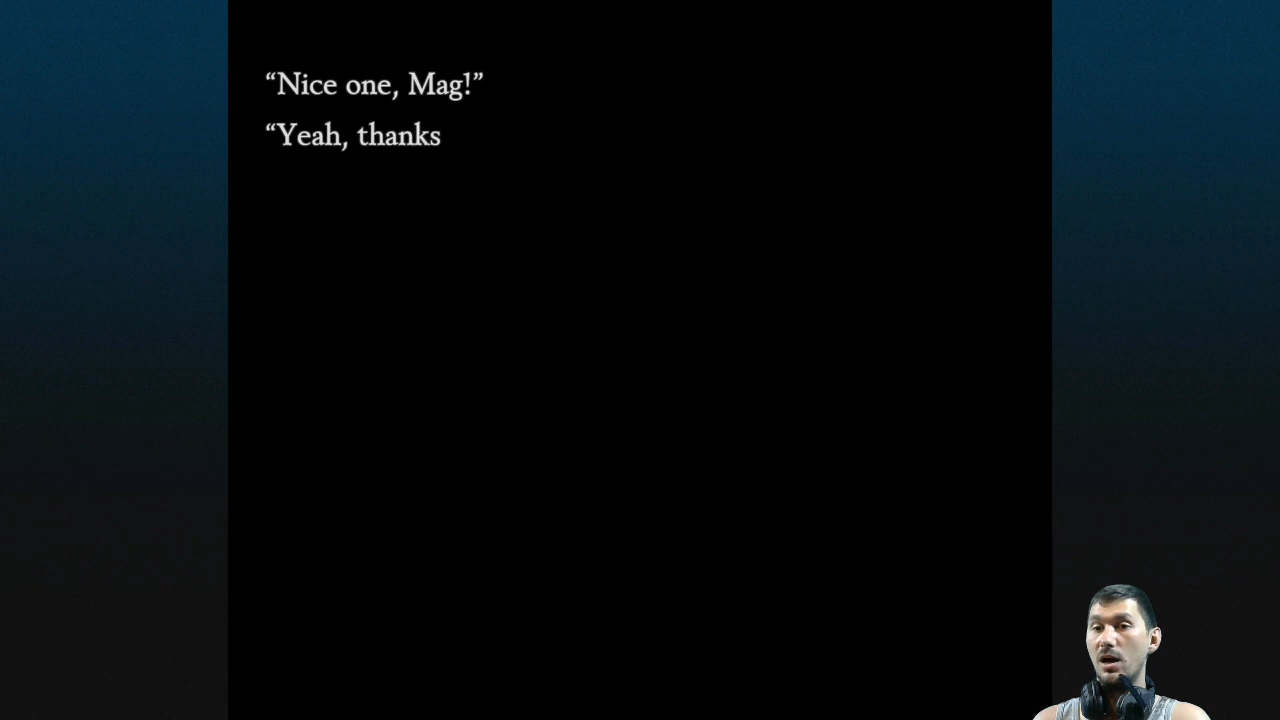 “Nice one, Mag!”
“Yeah, thanks